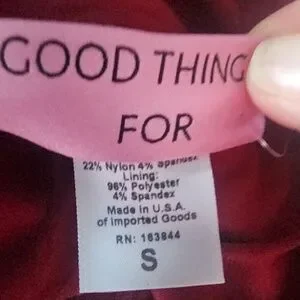 GOOD THING
FOR
22% Nylon 4% Spandex
Lining:
96% Polyester
4% Spandex
Made in U.S.A.
of Imported Goods
RN: 163844
S